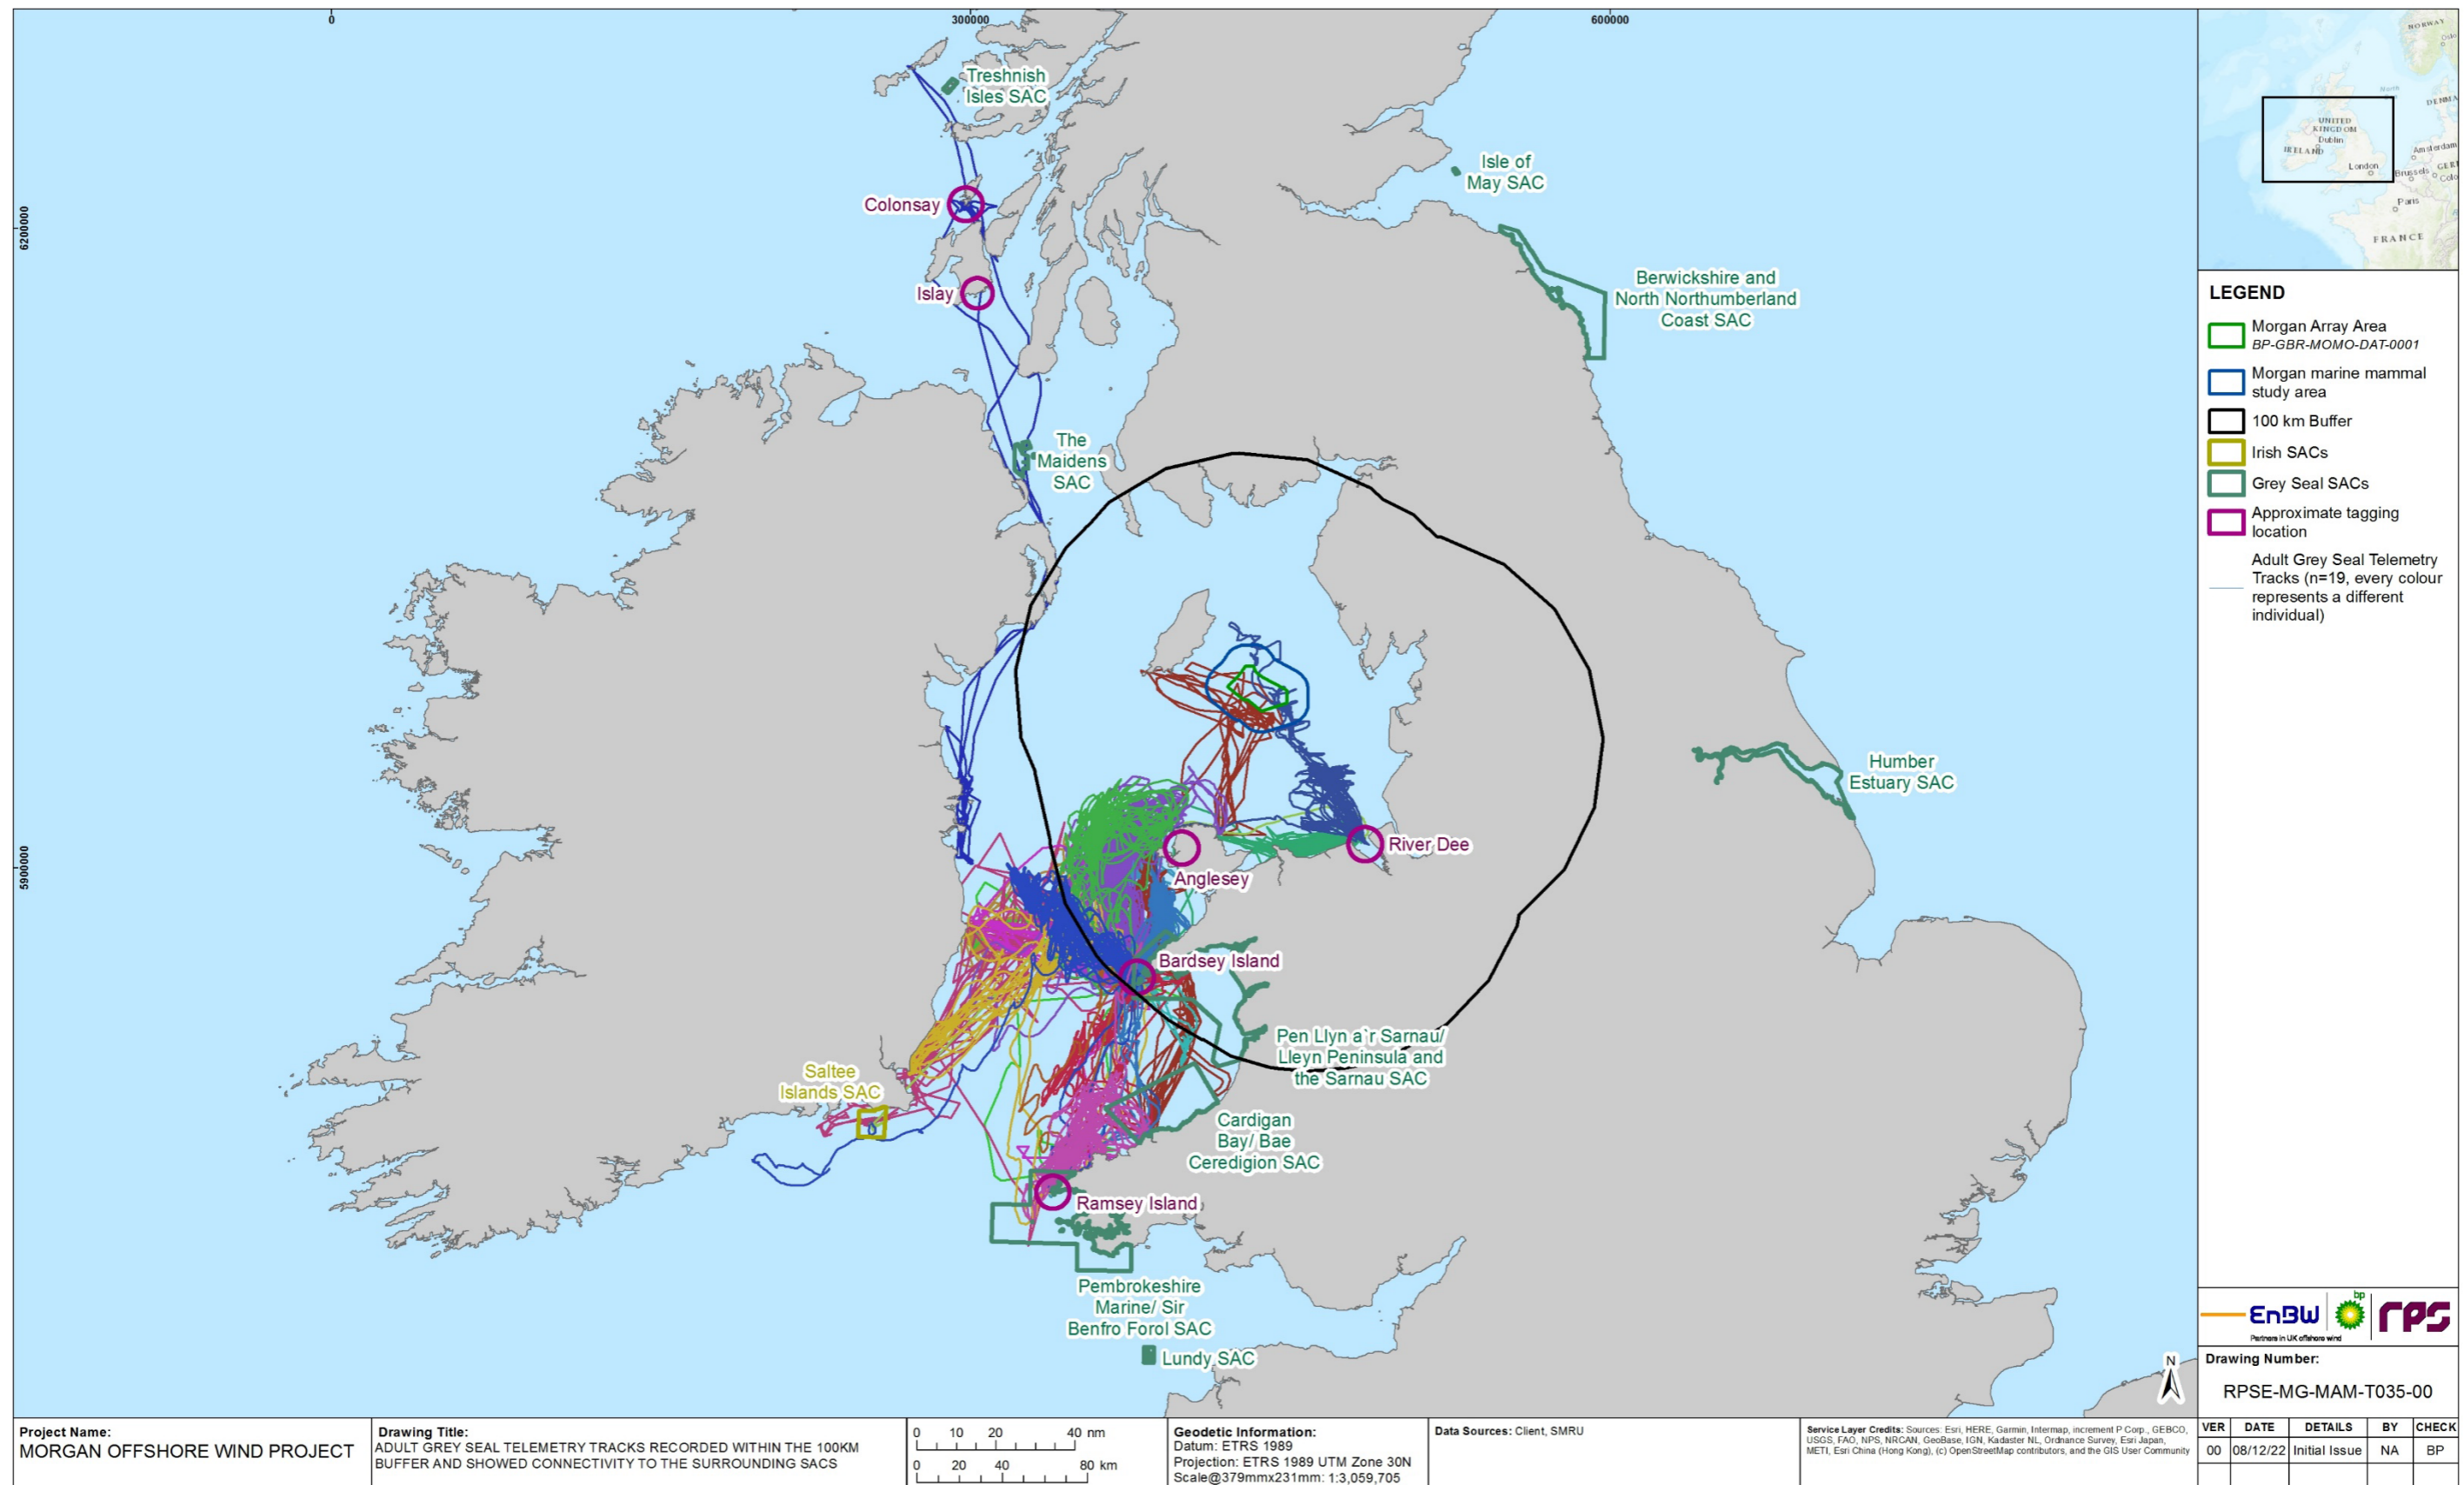 0
300000
600000
6200000
5900000
Treshnish
Isles SAC
Colonsay
Islay
Isle of
May SAC
Berwickshire and
North Northumberland
Coast SAC
The
Maidens
SAC
Humber
Estuary SAC
River Dee
Anglesey
Bardsey Island
Pen Llyn a`r Sarnau/
Lleyn Peninsula and
the Sarnau SAC
Saltee
Islands SAC
Cardigan
Bay/ Bae
Ceredigion SAC
Ramsey Island
Pembrokeshire
Marine/ Sir
Benfro Forol SAC
Lundy SAC
N
NORWAY
Oslo
UNITED
KINGDOM
Dublin
IRELAND
London
Amsterdam
Brussels
Paris
FRANCE
LEGEND
Morgan Array Area
BP-GBR-MOMO-DAT-0001
Morgan marine mammal
study area
100 km Buffer
Irish SACs
Grey Seal SACs
Approximate tagging
location
Adult Grey Seal Telemetry
Tracks (n=19, every colour
represents a different
individual)
EnBW
bp
rps
Partners in UK offshore wind
Drawing Number:
RPSE-MG-MAM-T035-00
VER DATE DETAILS BY CHECK
00 08/12/22 Initial Issue NA BP
Project Name:
MORGAN OFFSHORE WIND PROJECT
Drawing Title:
ADULT GREY SEAL TELEMETRY TRACKS RECORDED WITHIN THE 100KM
BUFFER AND SHOWED CONNECTIVITY TO THE SURROUNDING SACS
0 10 20 40 nm
0 20 40 80 km
Geodetic Information:
Datum: ETRS 1989
Projection: ETRS 1989 UTM Zone 30N
Scale@379mmx231mm: 1:3,059,705
Data Sources: Client, SMRU
Service Layer Credits: Sources: Esri, HERE, Garmin, Intermap, increment P Corp., GEBCO,
USGS, FAO, NPS, NRCAN, GeoBase, IGN, Kadaster NL, Ordnance Survey, Esri Japan,
METI, Esri China (Hong Kong), (c) OpenStreetMap contributors, and the GIS User Community